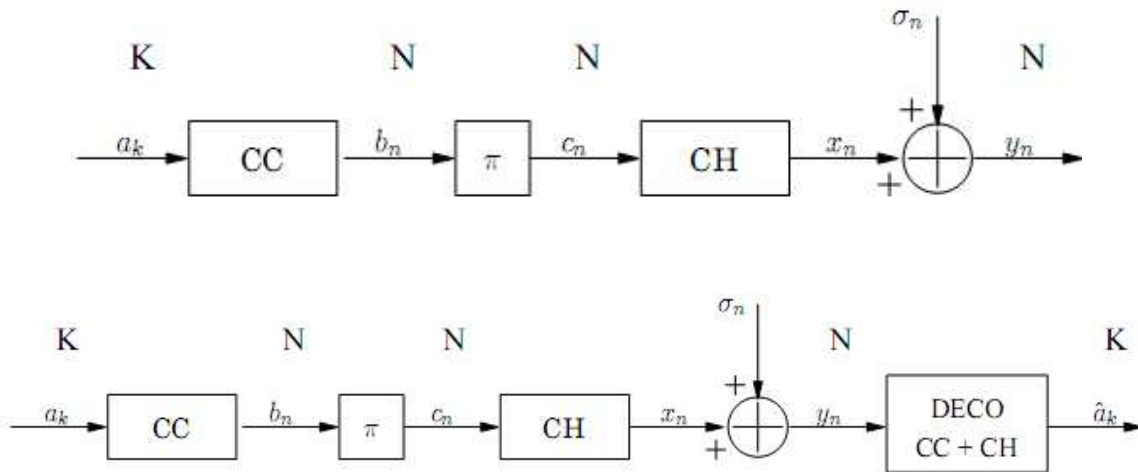 σₙ
K N N N
aₖ CC bₙ π cₙ CH xₙ + + yₙ
σₙ
K N N N K
aₖ CC bₙ π cₙ CH xₙ + + yₙ DECO CC + CH âₖ